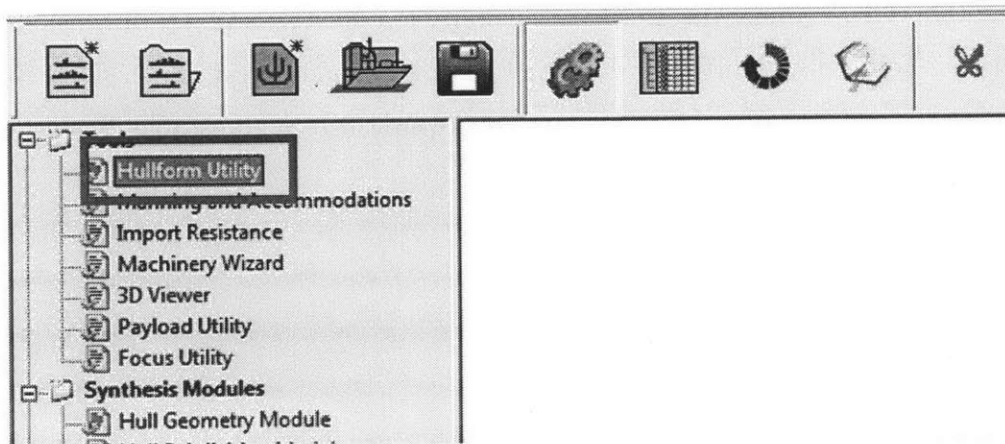 Tools
Hullform Utility
Manning and Accommodations
Import Resistance
Machinery Wizard
3D Viewer
Payload Utility
Focus Utility
Synthesis Modules
Hull Geometry Module